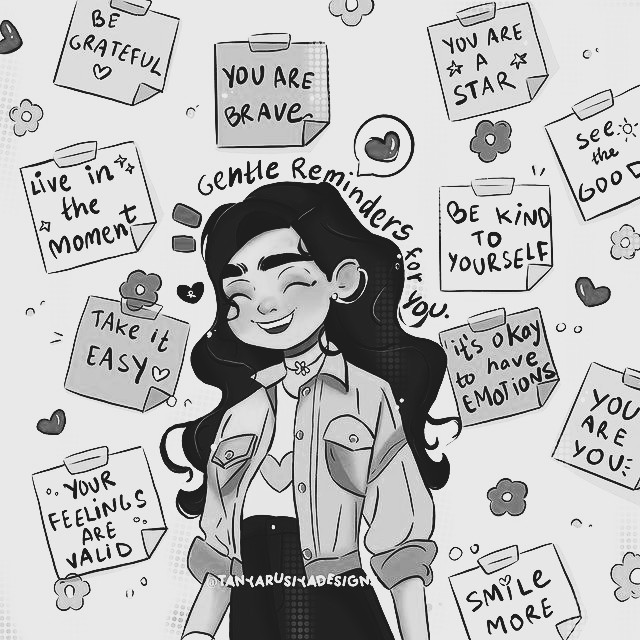 BE
GRATEFUL
YOU ARE
BRAVE
YOU ARE
A
STAR
see
the
GOOD
Live in
the
moment
Gentle Reminders for you.
BE KIND
TO
YOURSELF
TAKE it
EASY
it's okay
to have
EMOTIONS
YOU
ARE
YOU
YOUR
FEELINGS
ARE
VALID
@TANYARUSIYADESIGNS
SMiLE
MORE